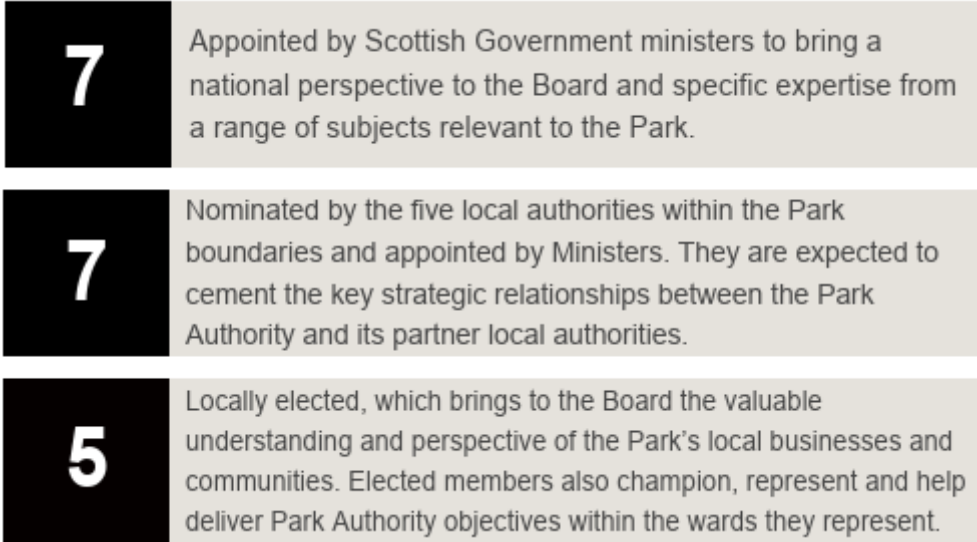 7
Appointed by Scottish Government ministers to bring a
national perspective to the Board and specific expertise from
a range of subjects relevant to the Park.
7
Nominated by the five local authorities within the Park
boundaries and appointed by Ministers. They are expected to
cement the key strategic relationships between the Park
Authority and its partner local authorities.
5
Locally elected, which brings to the Board the valuable
understanding and perspective of the Park’s local businesses and
communities. Elected members also champion, represent and help
deliver Park Authority objectives within the wards they represent.